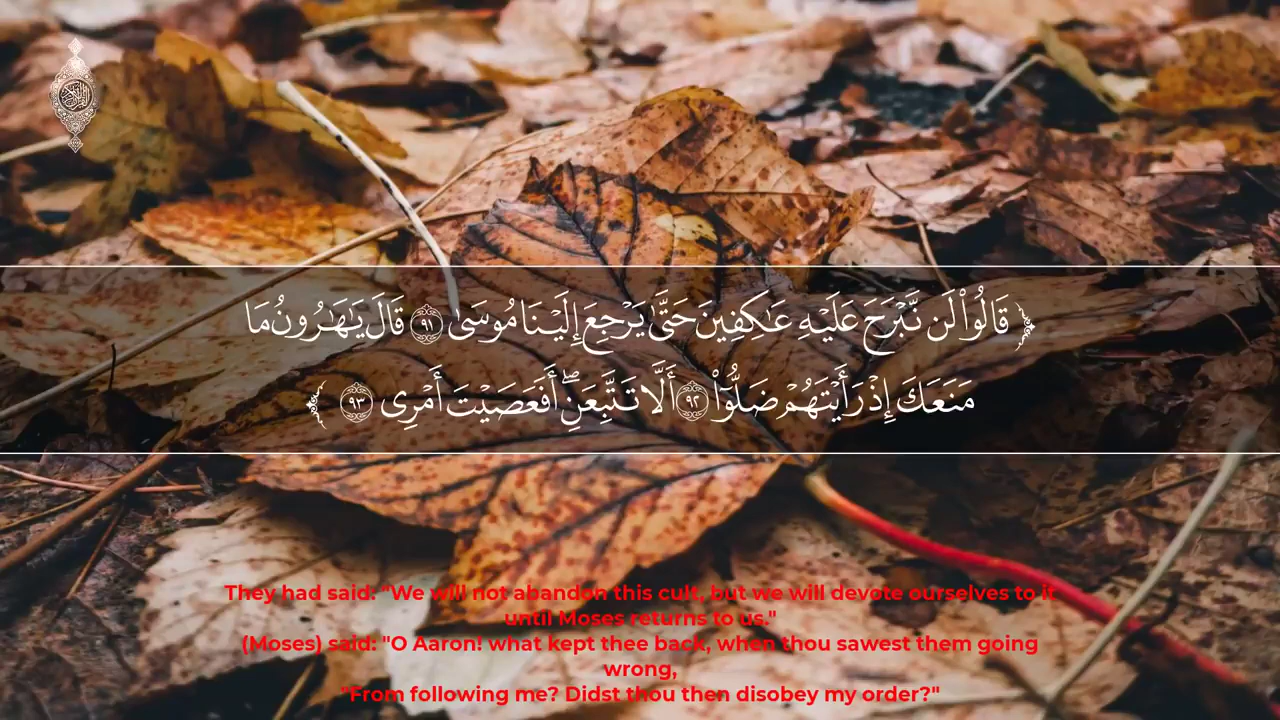 ﴿ قَالُوا۟ لَن نَّبْرَحَ عَلَيْهِ عَـٰكِفِينَ حَتَّىٰ يَرْجِعَ إِلَيْنَا مُوسَىٰ ٩١ قَالَ يَـٰهَـٰرُونُ مَا
مَنَعَكَ إِذْ رَأَيْتَهُمْ ضَلُّوٓا۟ ٩٢ أَلَّا تَتَّبِعَنِ ۖ أَفَعَصَيْتَ أَمْرِى ٩٣ ﴾
They had said: "We will not abandon this cult, but we will devote ourselves to it
until Moses returns to us."
(Moses) said: "O Aaron! what kept thee back, when thou sawest them going
wrong,
"From following me? Didst thou then disobey my order?"